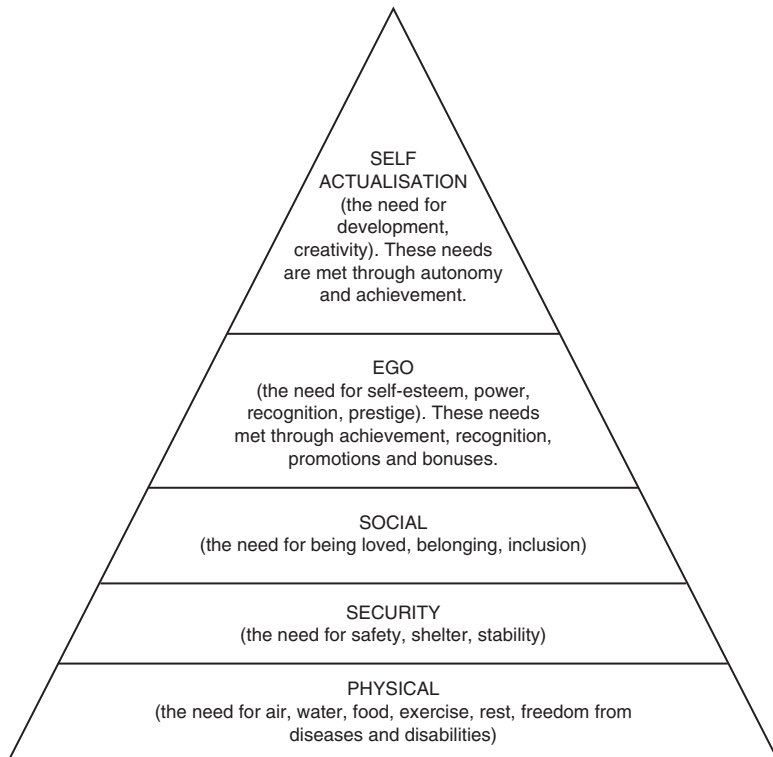 SELF
ACTUALISATION
(the need for
development,
creativity). These needs
are met through autonomy
and achievement.
EGO
(the need for self-esteem, power,
recognition, prestige). These needs
met through achievement, recognition,
promotions and bonuses.
SOCIAL
(the need for being loved, belonging, inclusion)
SECURITY
(the need for safety, shelter, stability)
PHYSICAL
(the need for air, water, food, exercise, rest, freedom from
diseases and disabilities)